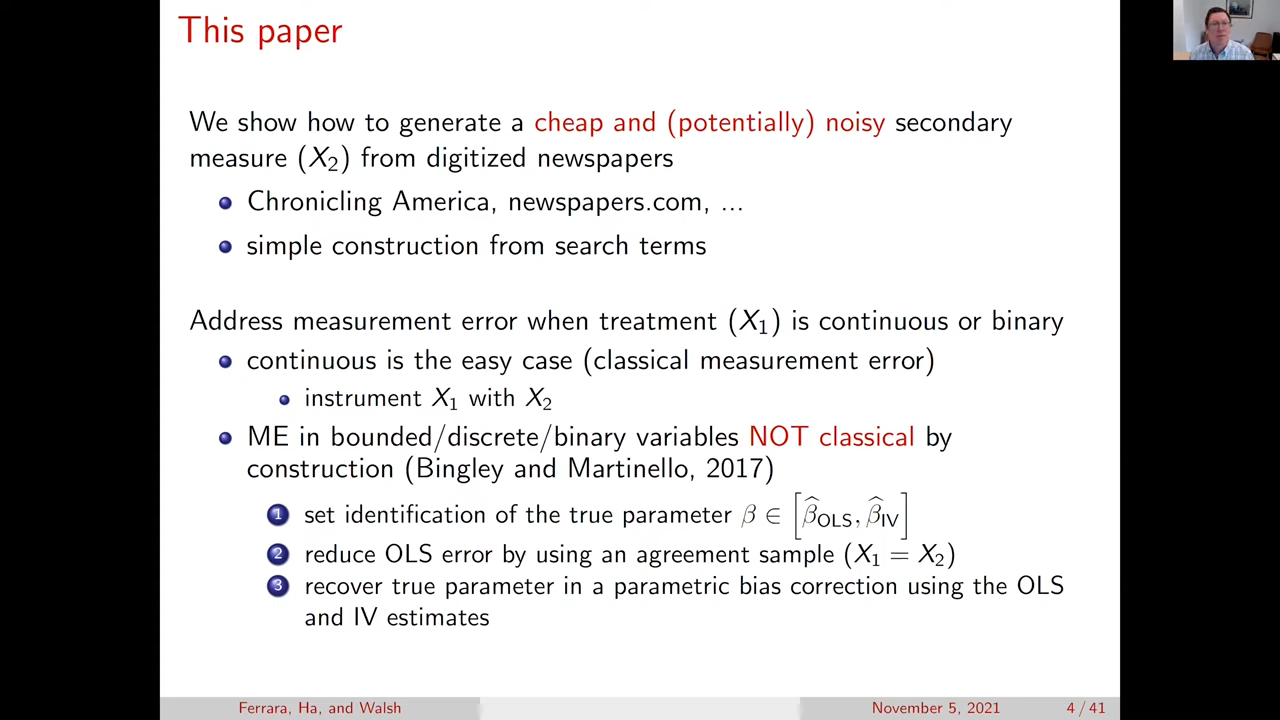 This paper
We show how to generate a cheap and (potentially) noisy secondary
measure (X₂) from digitized newspapers
Chronicling America, newspapers.com, ...
simple construction from search terms
Address measurement error when treatment (X₁) is continuous or binary
continuous is the easy case (classical measurement error)
instrument X₁ with X₂
ME in bounded/discrete/binary variables NOT classical by
construction (Bingley and Martinello, 2017)
1 set identification of the true parameter β ∈ [β̂_OLS, β̂_IV]
2 reduce OLS error by using an agreement sample (X₁ = X₂)
3 recover true parameter in a parametric bias correction using the OLS
and IV estimates
Ferrara, Ha, and Walsh November 5, 2021 4 / 41